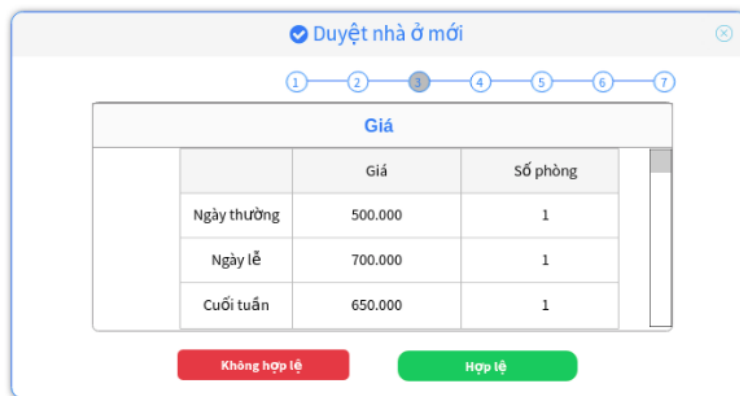 Duyệt nhà ở mới
1 2 3 4 5 6 7
Giá
Giá Số phòng
Ngày thường 500.000 1
Ngày lễ 700.000 1
Cuối tuần 650.000 1
Không hợp lệ Hợp lệ